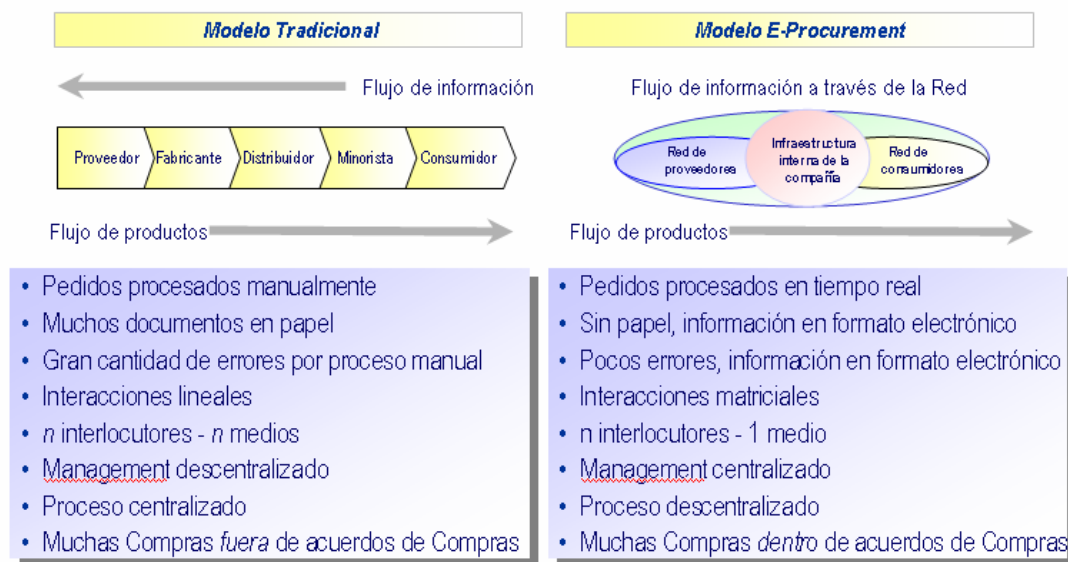 Modelo Tradicional
Flujo de información
Proveedor
Fabricante
Distribuidor
Minorista
Consumidor
Flujo de productos
• Pedidos procesados manualmente
• Muchos documentos en papel
• Gran cantidad de errores por proceso manual
• Interacciones lineales
• n interlocutores - n medios
• Management descentralizado
• Proceso centralizado
• Muchas Compras fuera de acuerdos de Compras
Modelo E-Procurement
Flujo de información a través de la Red
Red de
proveedores
Infraestructura
interna de la
compañía
Red de
consumidores
Flujo de productos
• Pedidos procesados en tiempo real
• Sin papel, información en formato electrónico
• Pocos errores, información en formato electrónico
• Interacciones matriciales
• n interlocutores - 1 medio
• Management centralizado
• Proceso descentralizado
• Muchas Compras dentro de acuerdos de Compras